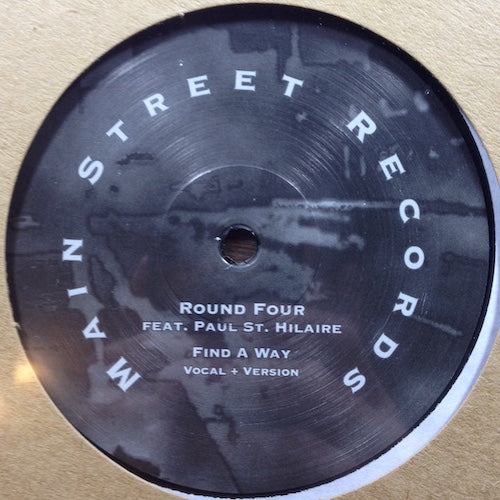 MAIN STREET RECORDS
ROUND FOUR
FEAT. PAUL ST. HILAIRE
FIND A WAY
VOCAL + VERSION